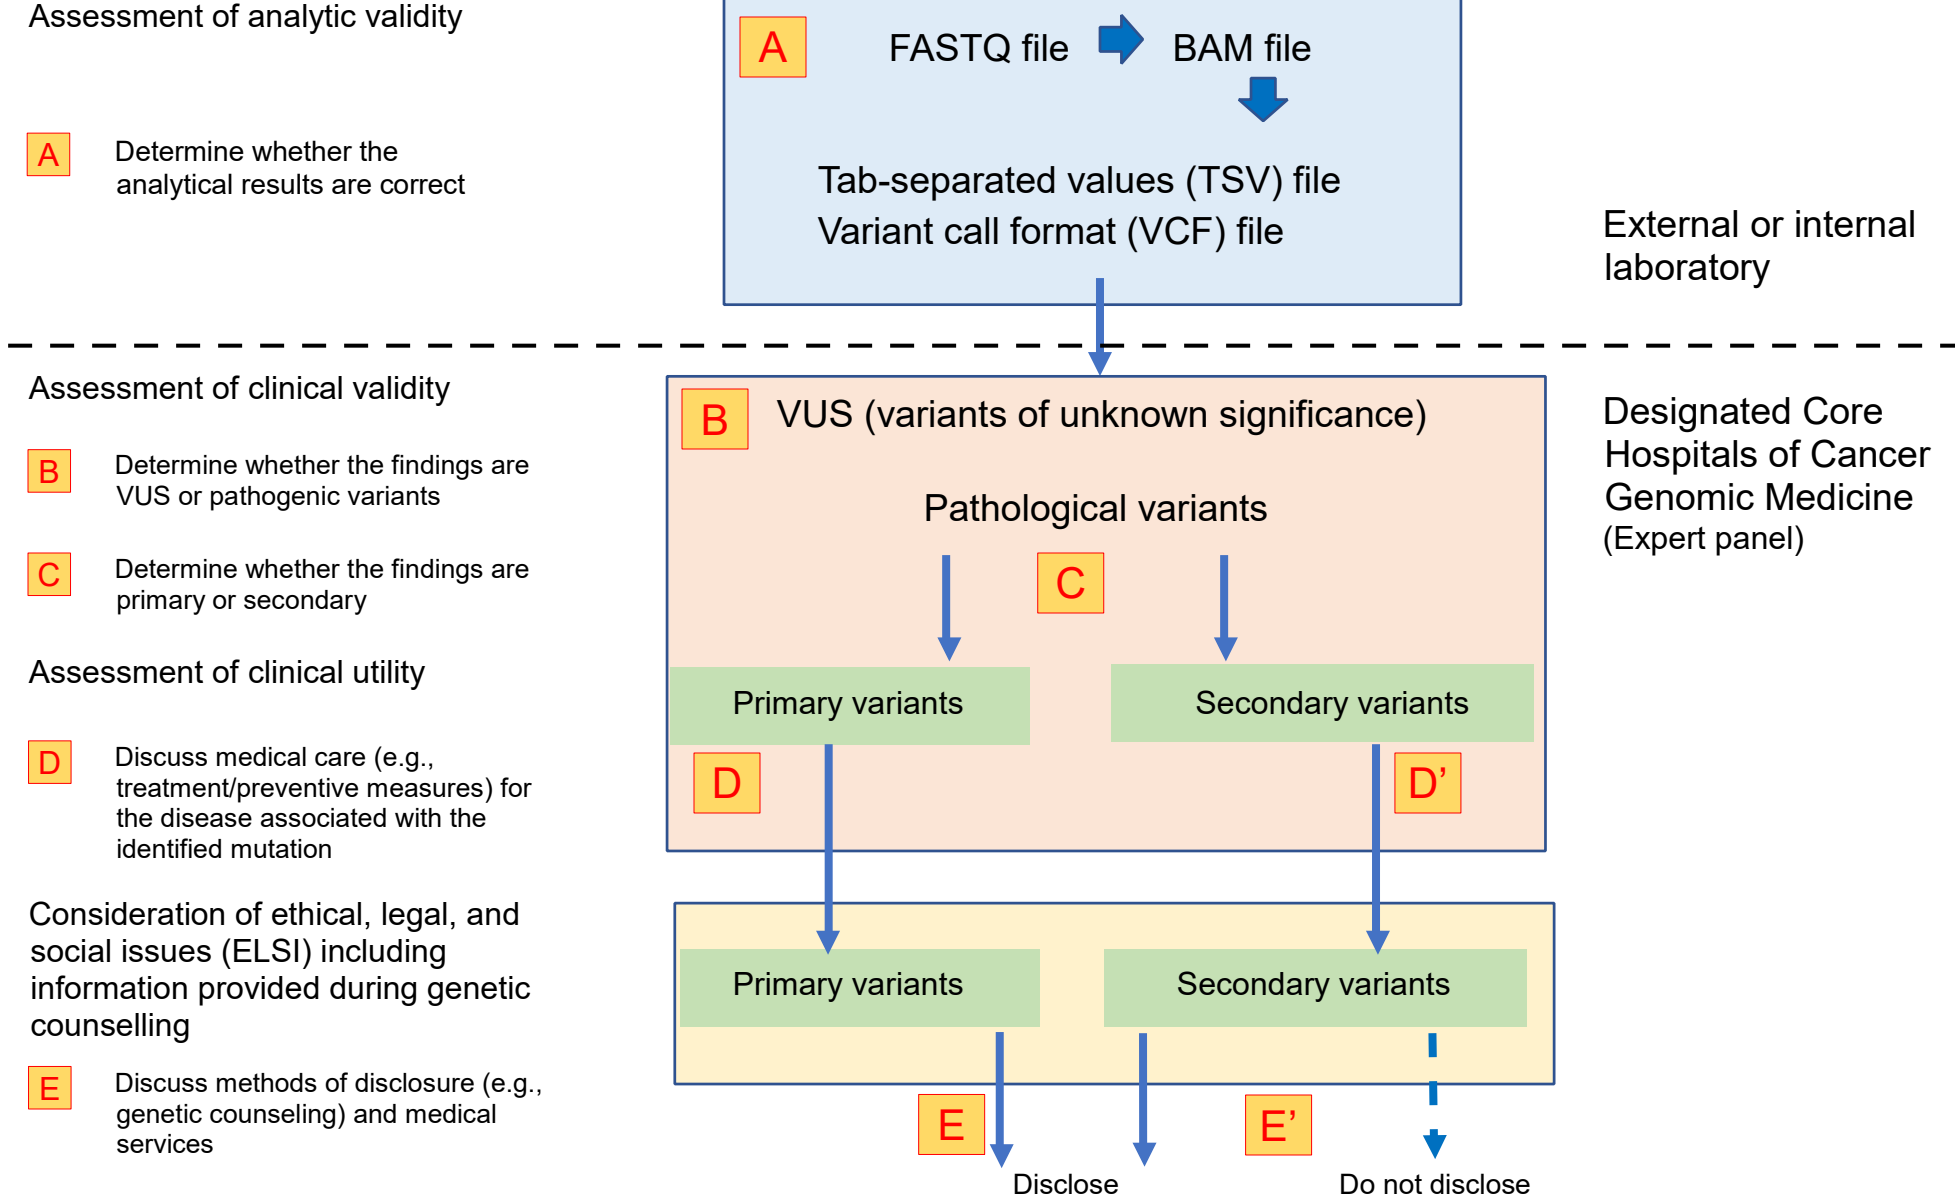 Assessment of analytic validity
A
FASTQ file
BAM file
A
Determine whether the
analytical results are correct
Tab-separated values (TSV) file
Variant call format (VCF) file
External or internal
laboratory
Assessment of clinical validity
B
VUS (variants of unknown significance)
Designated Core
Hospitals of Cancer
Genomic Medicine
(Expert panel)
B
Determine whether the findings are
VUS or pathogenic variants
Pathological variants
C
Determine whether the findings are
primary or secondary
C
Assessment of clinical utility
Primary variants
Secondary variants
D
Discuss medical care (e.g.,
treatment/preventive measures) for
the disease associated with the
identified mutation
D
D’
Consideration of ethical, legal, and
social issues (ELSI) including
information provided during genetic
counselling
Primary variants
Secondary variants
E
Discuss methods of disclosure (e.g.,
genetic counseling) and medical
services
E
E’
Disclose
Do not disclose